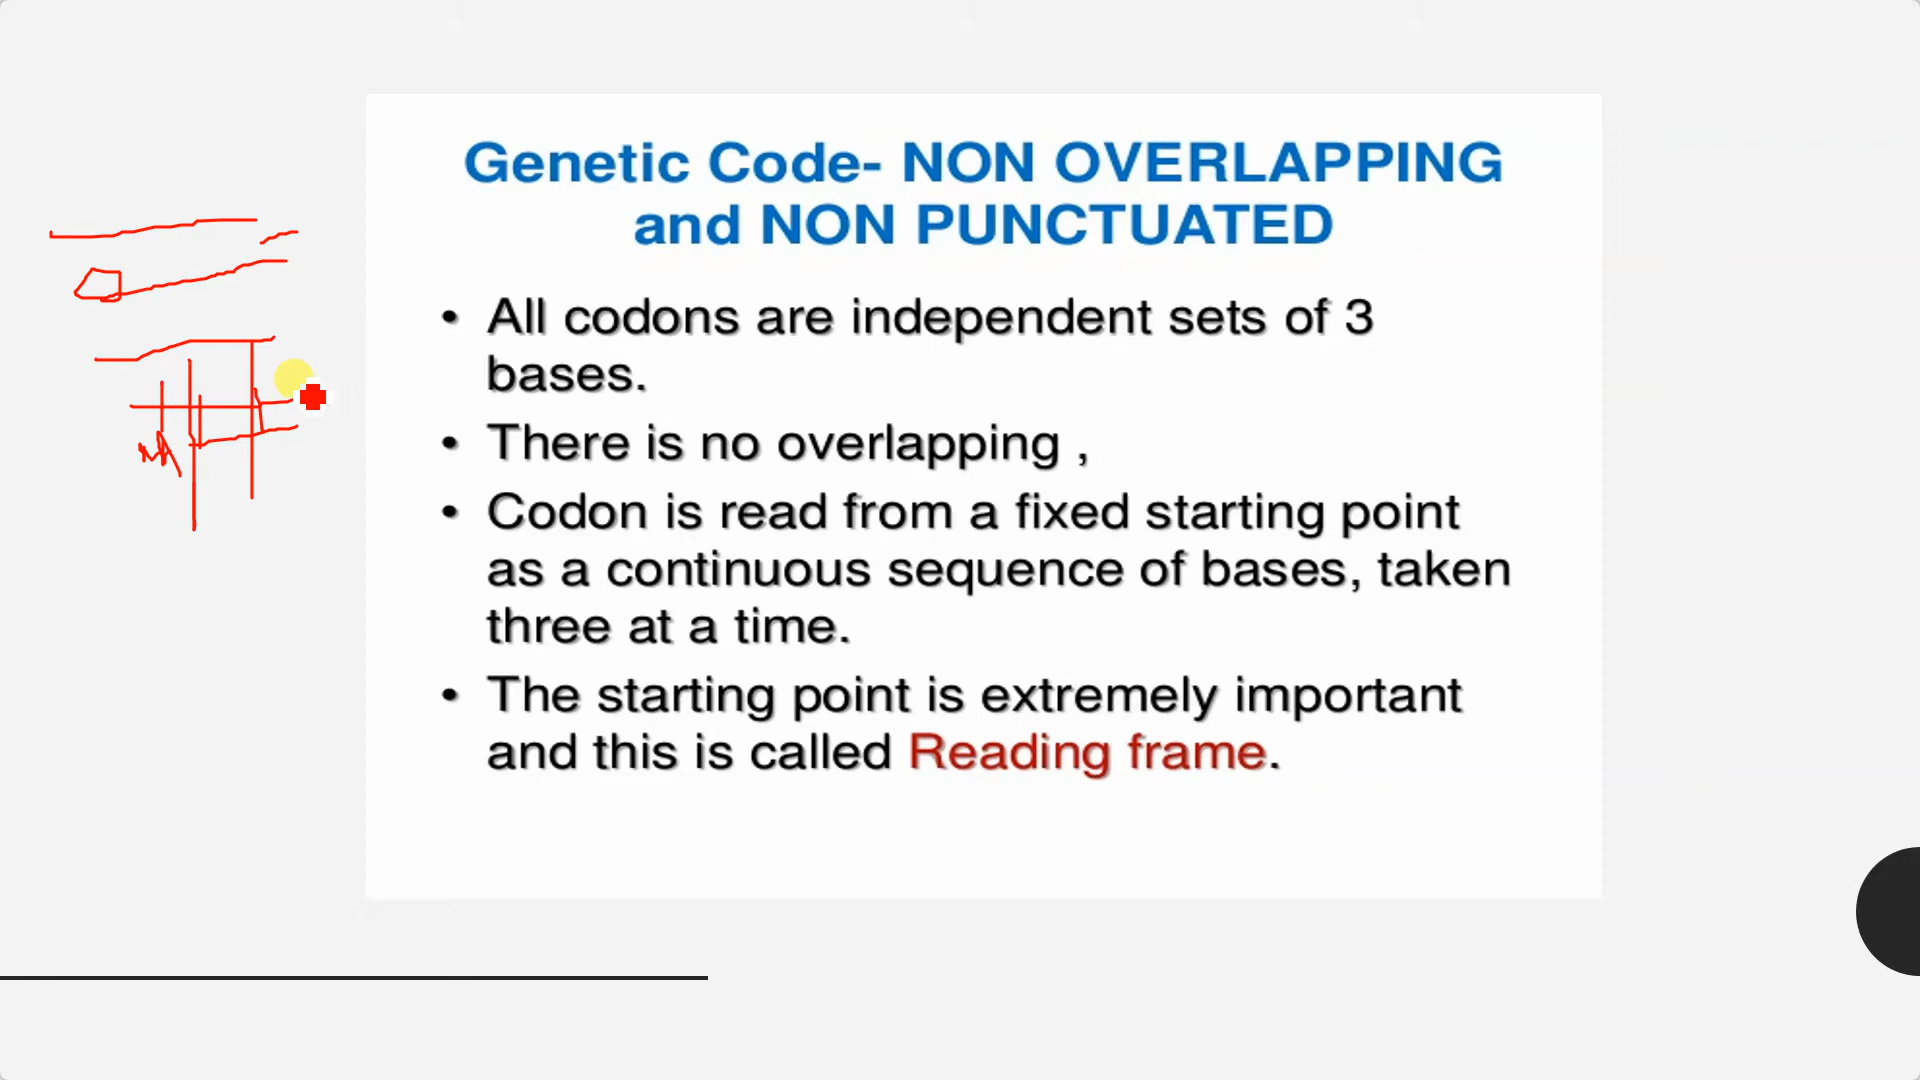 Genetic Code- NON OVERLAPPING
and NON PUNCTUATED
• All codons are independent sets of 3
bases.
• There is no overlapping ,
• Codon is read from a fixed starting point
as a continuous sequence of bases, taken
three at a time.
• The starting point is extremely important
and this is called Reading frame.